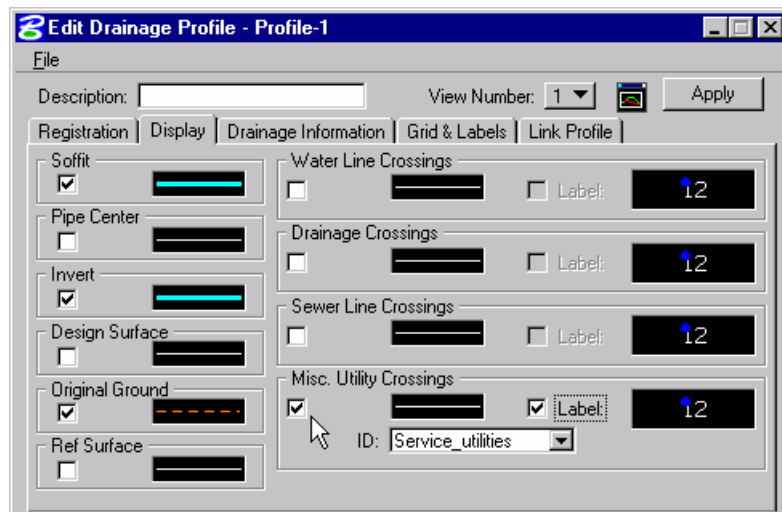 Edit Drainage Profile - Profile-1
File
Description: View Number: 1 Apply
Registration Display Drainage Information Grid & Labels Link Profile
Soffit
Pipe Center
Invert
Design Surface
Original Ground
Ref Surface
Water Line Crossings
Label: 12
Drainage Crossings
Label: 12
Sewer Line Crossings
Label: 12
Misc. Utility Crossings
Label: 12
ID: Service_utilities